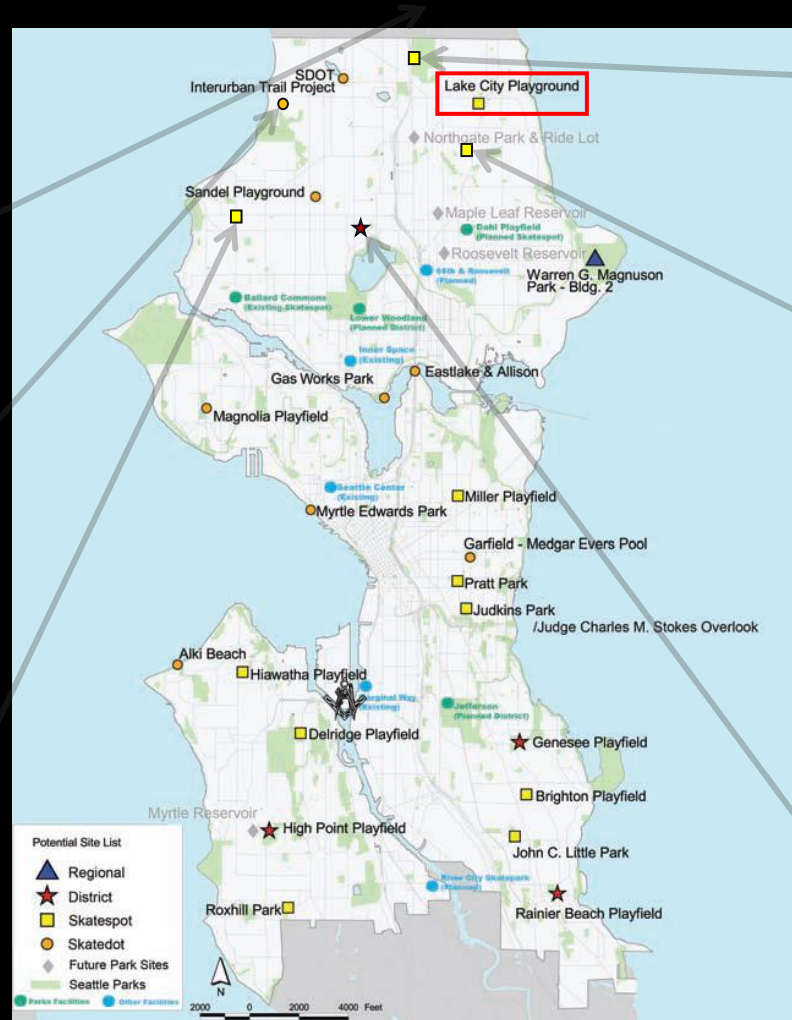 SDOT
Interurban Trail Project
Lake City Playground
Northgate Park & Ride Lot
Sandel Playground
Maple Leaf Reservoir
Dahl Playfield
(Planned Skatespot)
Roosevelt Reservoir
65th & Roosevelt
(Planned)
Warren G. Magnuson
Park - Bldg. 2
Ballard Commons
(Existing Skatespot)
Lower Woodland
(Planned District)
Inner Space
(Existing)
Gas Works Park
Eastlake & Allison
Magnolia Playfield
Seattle Center
(Existing)
Miller Playfield
Myrtle Edwards Park
Garfield - Medgar Evers Pool
Pratt Park
Judkins Park
/Judge Charles M. Stokes Overlook
Alki Beach
Hiawatha Playfield
Marginal Way
(Existing)
Jefferson
(Planned District)
Delridge Playfield
Genesee Playfield
Brighton Playfield
Myrtle Reservoir
High Point Playfield
John C. Little Park
River City Skatepark
(Planned)
Roxhill Park
Rainier Beach Playfield
Potential Site List
Regional
District
Skatespot
Skatedot
Future Park Sites
Seattle Parks
Parks Facilities
Other Facilities
N
2000 0 2000 4000 Feet